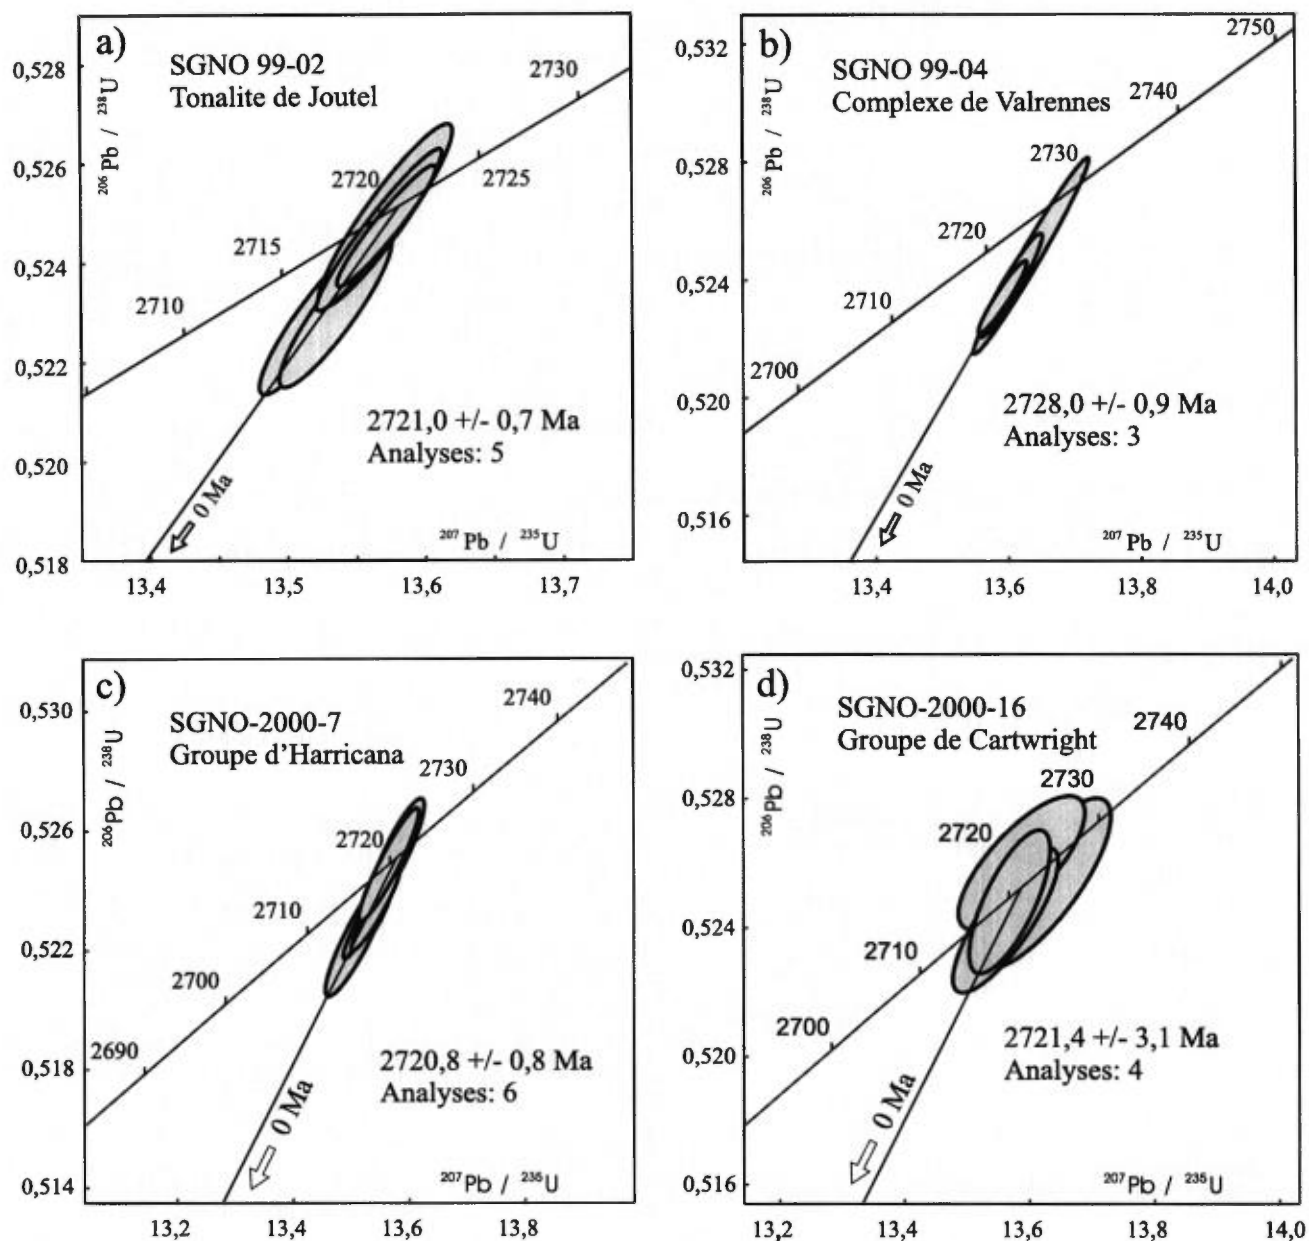 a)
SGNO 99-02
Tonalite de Joutel
²⁰⁶Pb / ²³⁸U
0,528
0,526
0,524
0,522
0,520
0,518
2730
2725
2720
2715
2710
2721,0 +/- 0,7 Ma
Analyses: 5
0 Ma
²⁰⁷Pb / ²³⁵U
13,4
13,5
13,6
13,7
b)
SGNO 99-04
Complexe de Valrennes
²⁰⁶Pb / ²³⁸U
0,532
0,528
0,524
0,520
0,516
2750
2740
2730
2720
2710
2700
2728,0 +/- 0,9 Ma
Analyses: 3
0 Ma
²⁰⁷Pb / ²³⁵U
13,4
13,6
13,8
14,0
c)
SGNO-2000-7
Groupe d'Harricana
²⁰⁶Pb / ²³⁸U
0,530
0,526
0,522
0,518
0,514
2740
2730
2720
2710
2700
2690
2720,8 +/- 0,8 Ma
Analyses: 6
0 Ma
²⁰⁷Pb / ²³⁵U
13,2
13,4
13,6
13,8
d)
SGNO-2000-16
Groupe de Cartwright
²⁰⁶Pb / ²³⁸U
0,532
0,528
0,524
0,520
0,516
2740
2730
2720
2710
2700
2721,4 +/- 3,1 Ma
Analyses: 4
0 Ma
²⁰⁷Pb / ²³⁵U
13,2
13,4
13,6
13,8
14,0